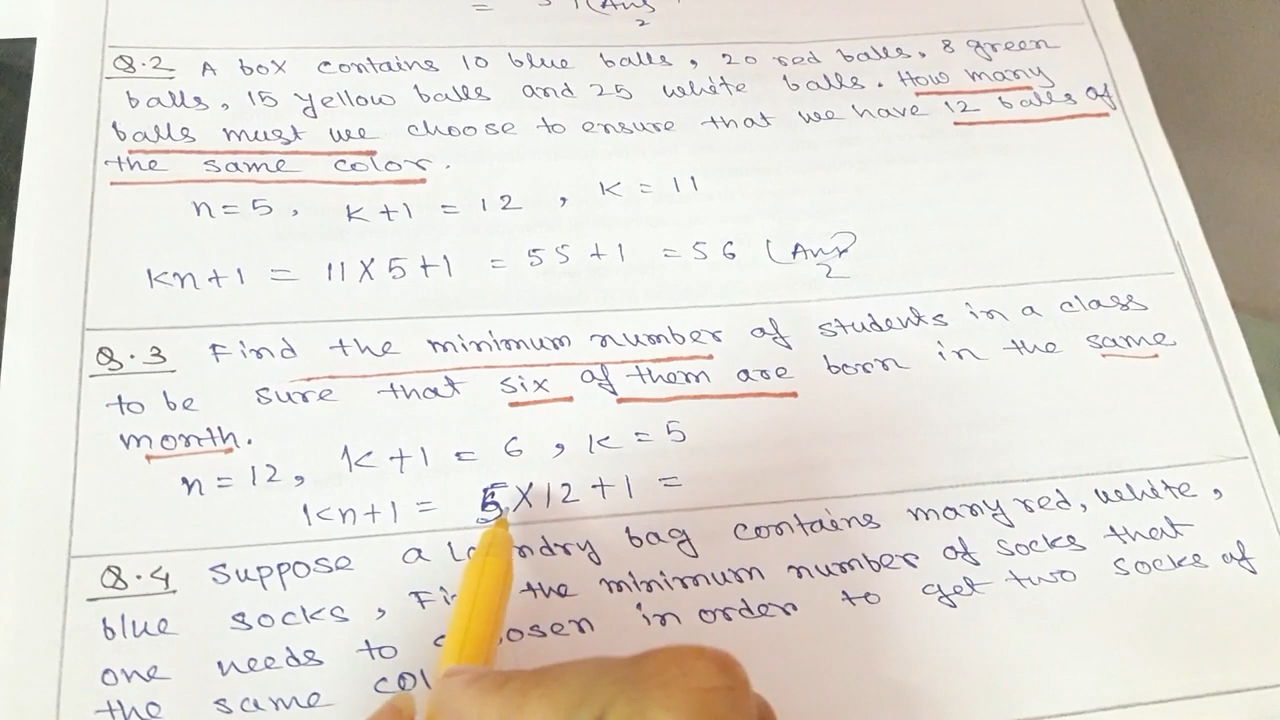 = 51 (Ans
Q.2 A box contains 10 blue balls, 20 red balls, 8 green
balls, 15 yellow balls and 25 white balls. How many
balls must we choose to ensure that we have 12 balls of
the same color.
n = 5, k+1 = 12, k = 11
kn+1 = 11×5+1 = 55+1 = 56 (Ans)
Q.3 Find the minimum number of students in a class
to be sure that six of them are born in the same
month.
n = 12, k+1 = 6, k = 5
kn+1 = 5×12+1 =
Q.4 Suppose a laundry bag contains many red, white,
blue socks, Find the minimum number of socks that
one needs to chosen in order to get two socks of
the same